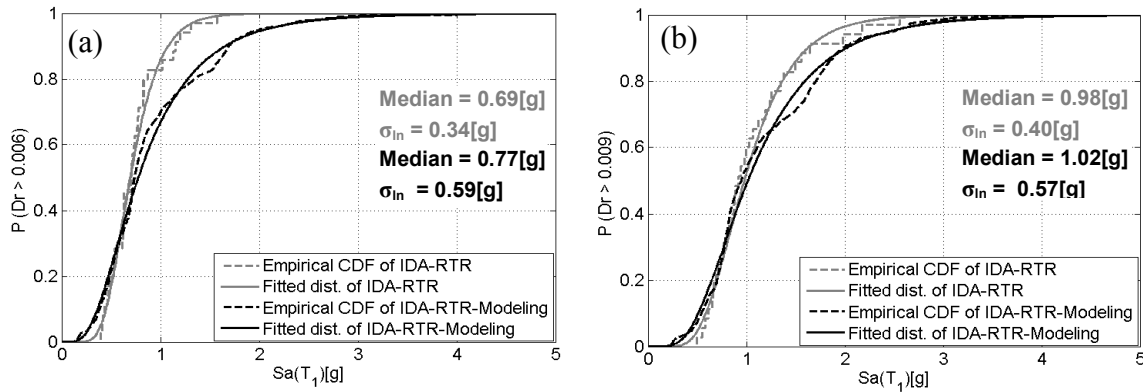 (a)
P (Dr > 0.006)
1
0.8
0.6
0.4
0.2
0
Median = 0.69[g]
σln = 0.34[g]
Median = 0.77[g]
σln = 0.59[g]
Empirical CDF of IDA-RTR
Fitted dist. of IDA-RTR
Empirical CDF of IDA-RTR-Modeling
Fitted dist. of IDA-RTR-Modeling
0 1 2 3 4 5
Sa(T1)[g]
(b)
P (Dr > 0.009)
1
0.8
0.6
0.4
0.2
0
Median = 0.98[g]
σln = 0.40[g]
Median = 1.02[g]
σln = 0.57[g]
Empirical CDF of IDA-RTR
Fitted dist. of IDA-RTR
Empirical CDF of IDA-RTR-Modeling
Fitted dist. of IDA-RTR-Modeling
0 1 2 3 4 5
Sa(T1)[g]